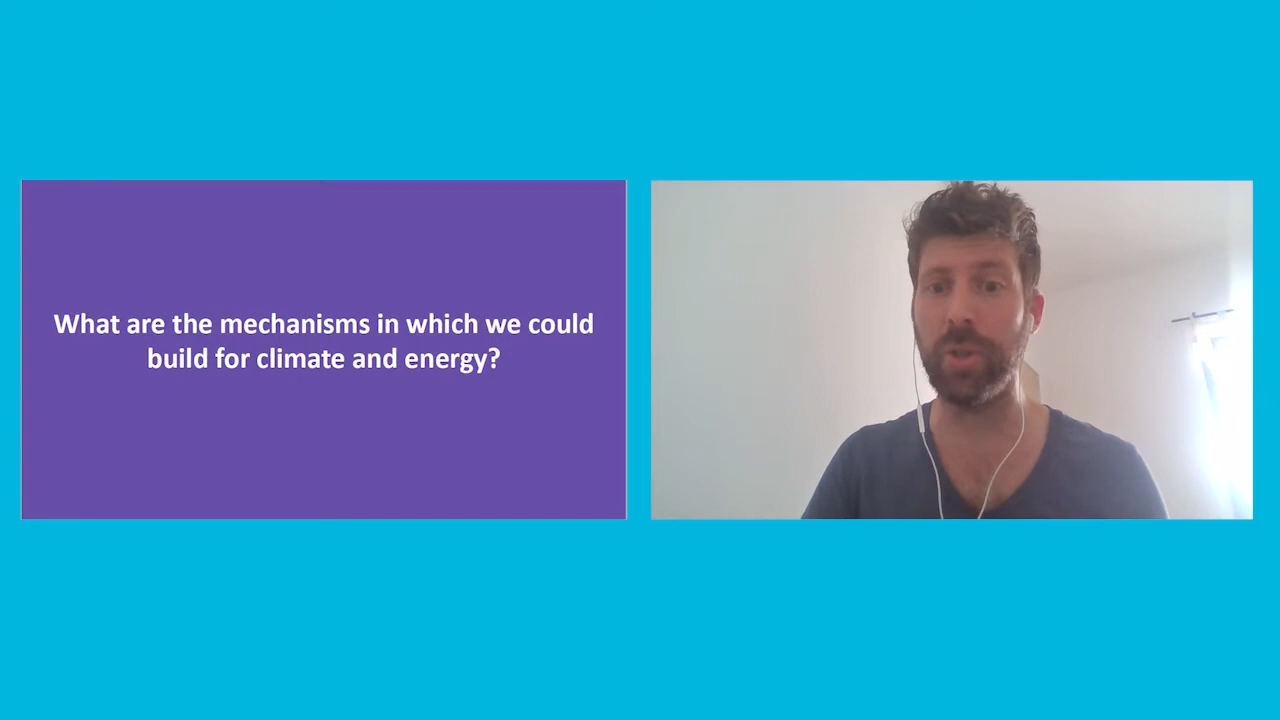 What are the mechanisms in which we could
build for climate and energy?